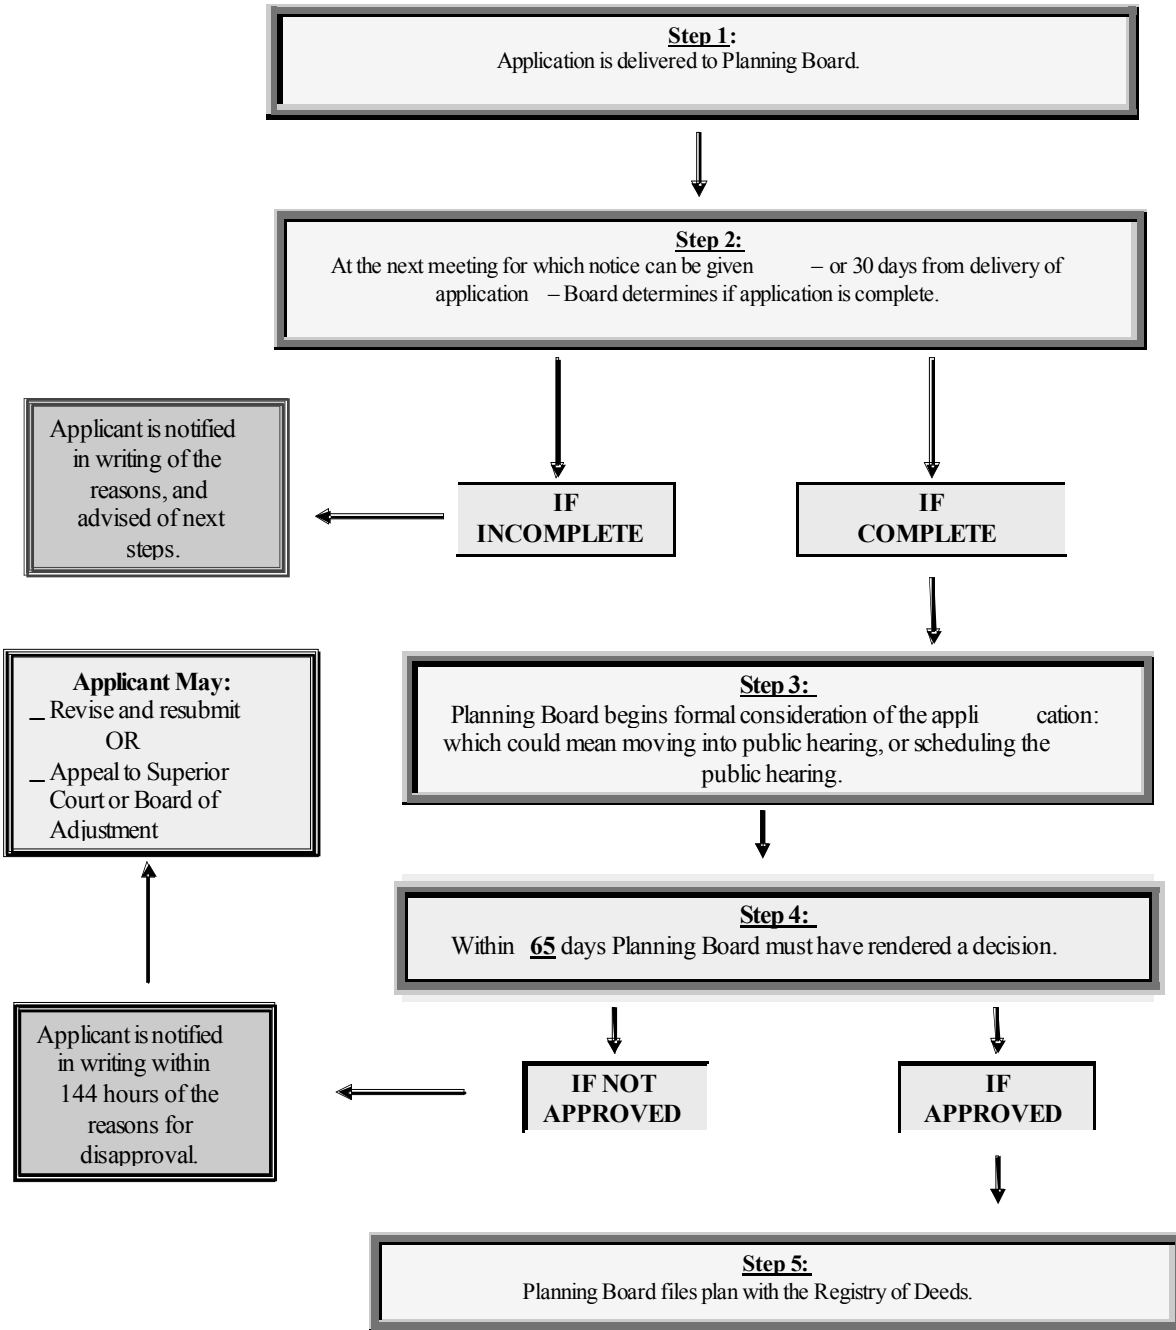 Step 1:
Application is delivered to Planning Board.
Step 2:
At the next meeting for which notice can be given – or 30 days from delivery of
application – Board determines if application is complete.
Applicant is notified
in writing of the
reasons, and
advised of next
steps.
IF
INCOMPLETE
IF
COMPLETE
Applicant May:
_ Revise and resubmit
OR
_ Appeal to Superior
Court or Board of
Adjustment
Step 3:
Planning Board begins formal consideration of the appli cation:
which could mean moving into public hearing, or scheduling the
public hearing.
Step 4:
Within 65 days Planning Board must have rendered a decision.
Applicant is notified
in writing within
144 hours of the
reasons for
disapproval.
IF NOT
APPROVED
IF
APPROVED
Step 5:
Planning Board files plan with the Registry of Deeds.